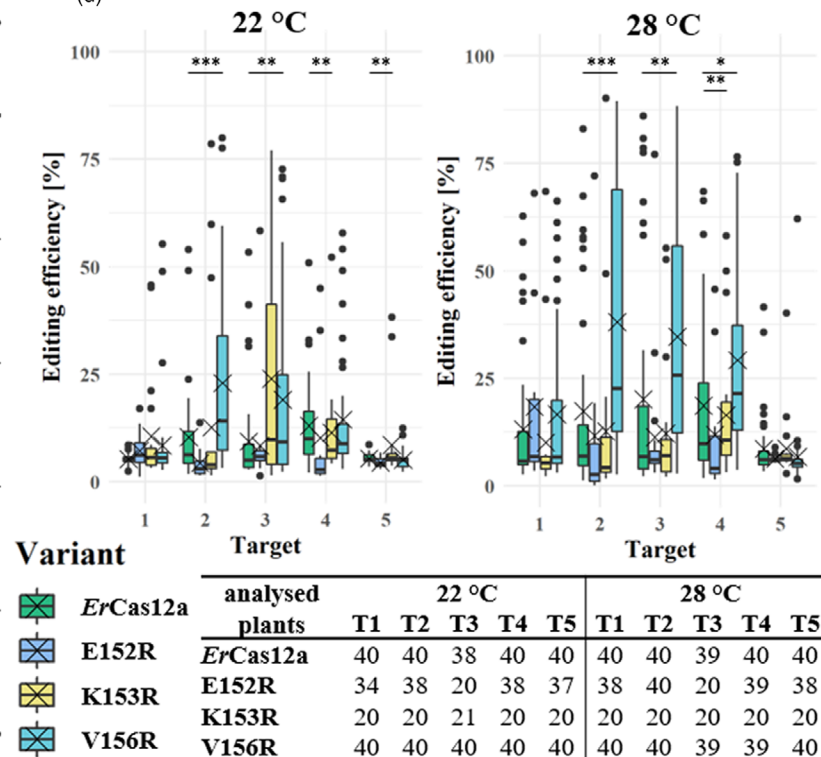 22 °C
28 °C
Editing efficiency [%]
100
75
50
25
0
*** ** ** **
1 2 3 4 5
Target
Editing efficiency [%]
100
75
50
25
0
*** ** *
**
1 2 3 4 5
Target
Variant
ErCas12a
E152R
K153R
V156R
analysed plants 22 °C 28 °C
T1 T2 T3 T4 T5 T1 T2 T3 T4 T5
ErCas12a 40 40 38 40 40 40 40 39 40 40
E152R 34 38 20 38 37 38 40 20 39 38
K153R 20 20 21 20 20 20 20 20 20 20
V156R 40 40 40 40 40 40 40 39 39 40